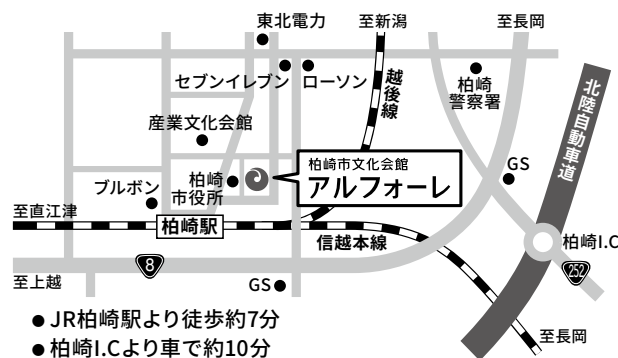 東北電力
至新潟
至長岡
セブンイレブン
ローソン
越後線
柏崎
警察署
北陸自動車道
産業文化会館
柏崎市文化会館
アルフォーレ
GS
ブルボン
柏崎
市役所
至直江津
柏崎駅
信越本線
柏崎I.C
8
252
至上越
GS
至長岡
● JR柏崎駅より徒歩約7分
● 柏崎I.Cより車で約10分